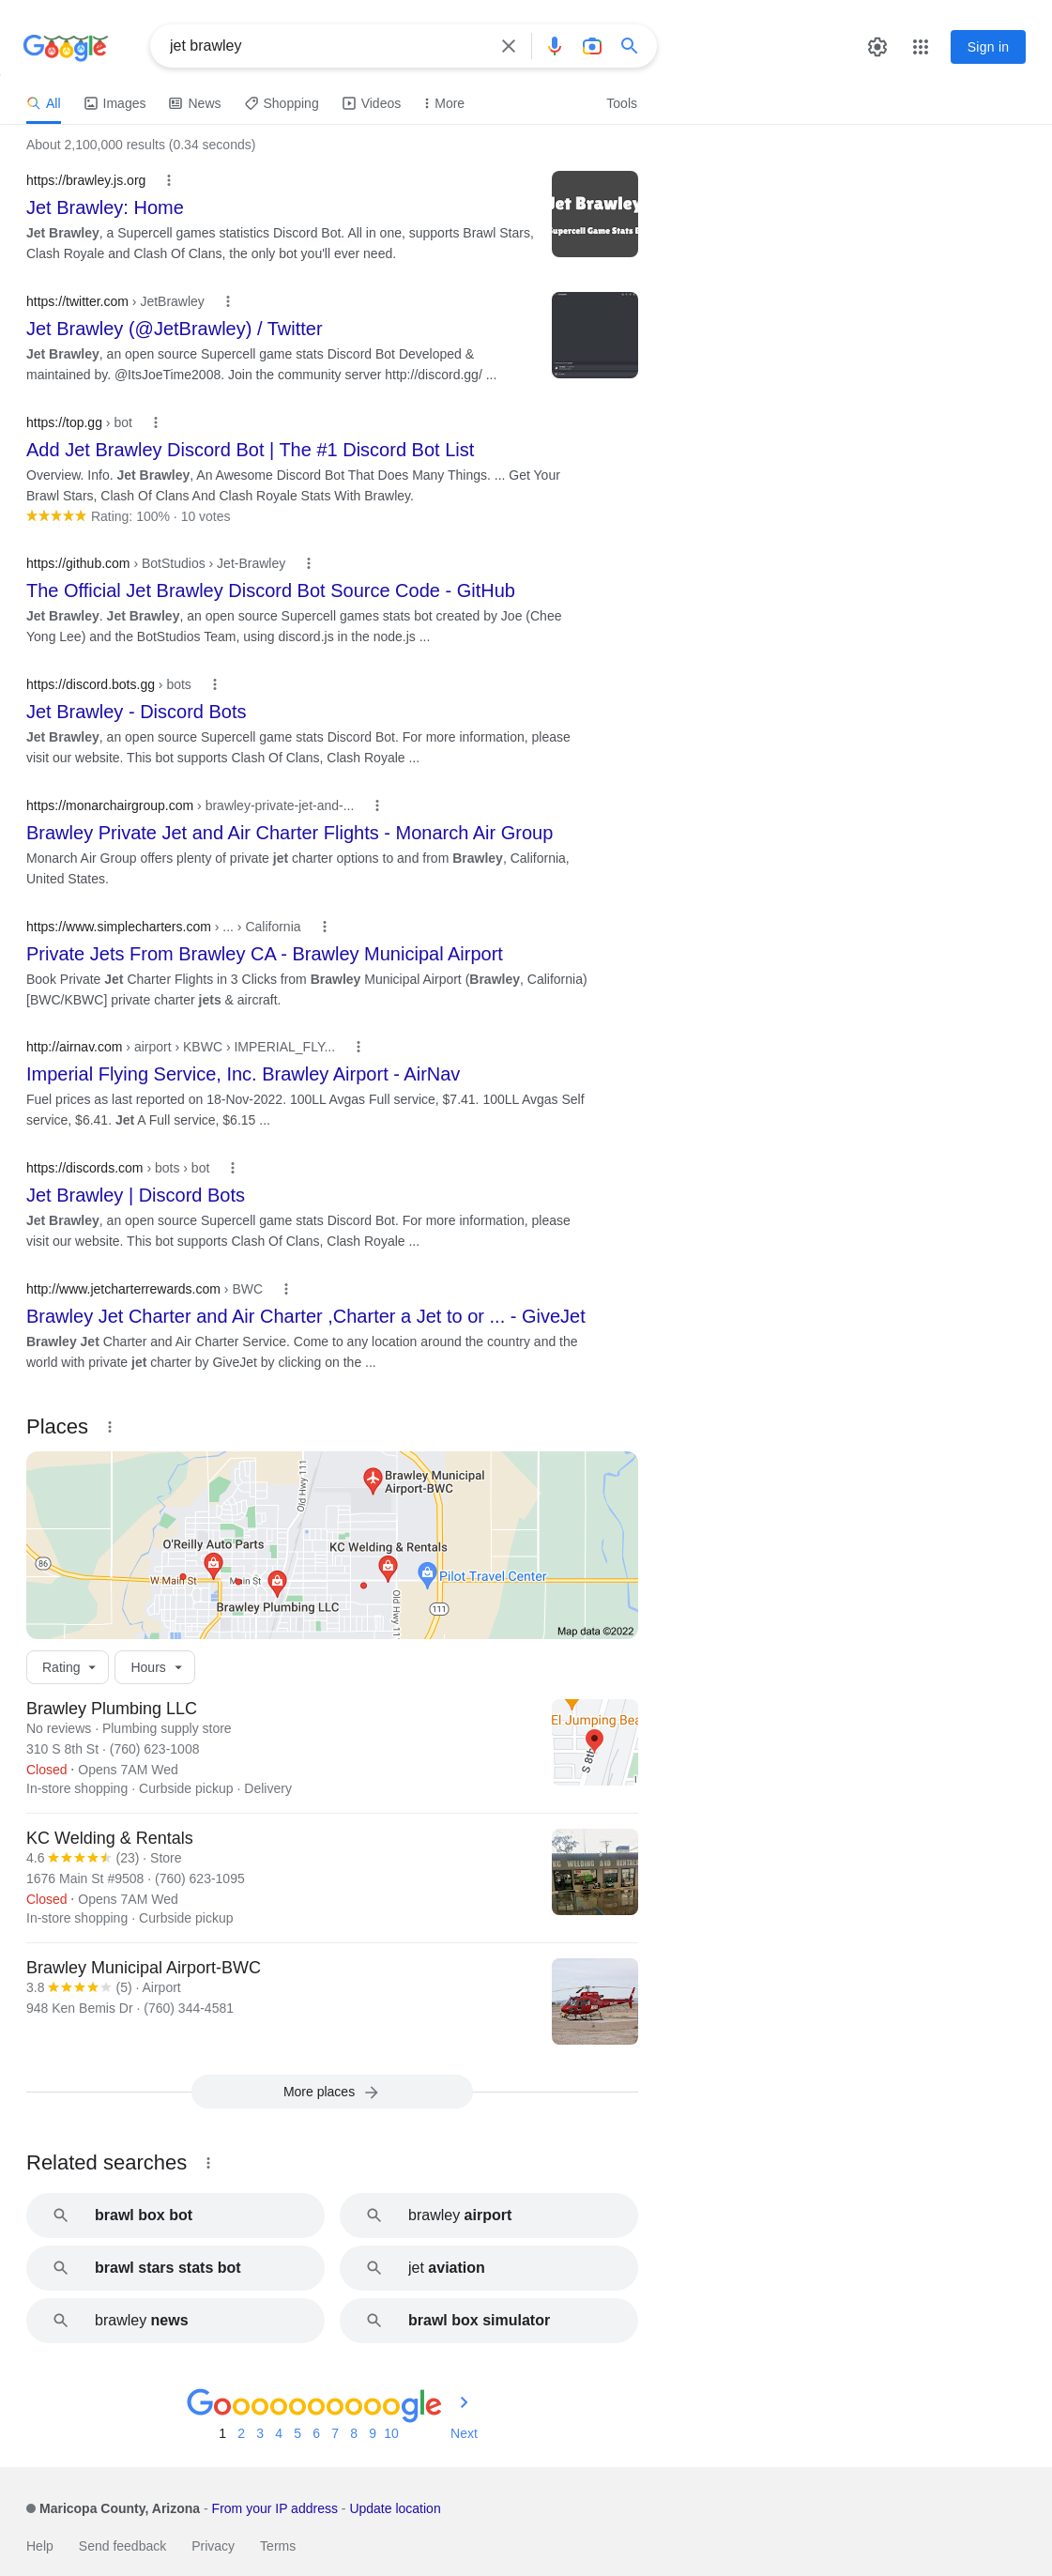 Google
jet brawley
Sign in
All
Images
News
Shopping
Videos
More
Tools
About 2,100,000 results (0.34 seconds)
https://brawley.js.org
Jet Brawley: Home
Jet Brawley, a Supercell games statistics Discord Bot. All in one, supports Brawl Stars,
Clash Royale and Clash Of Clans, the only bot you'll ever need.
Jet Brawley
Supercell Game Stats B
https://twitter.com › JetBrawley
Jet Brawley (@JetBrawley) / Twitter
Jet Brawley, an open source Supercell game stats Discord Bot Developed &
maintained by. @ItsJoeTime2008. Join the community server http://discord.gg/ ...
https://top.gg › bot
Add Jet Brawley Discord Bot | The #1 Discord Bot List
Overview. Info. Jet Brawley, An Awesome Discord Bot That Does Many Things. ... Get Your
Brawl Stars, Clash Of Clans And Clash Royale Stats With Brawley.
Rating: 100% · 10 votes
https://github.com › BotStudios › Jet-Brawley
The Official Jet Brawley Discord Bot Source Code - GitHub
Jet Brawley. Jet Brawley, an open source Supercell games stats bot created by Joe (Chee
Yong Lee) and the BotStudios Team, using discord.js in the node.js ...
https://discord.bots.gg › bots
Jet Brawley - Discord Bots
Jet Brawley, an open source Supercell game stats Discord Bot. For more information, please
visit our website. This bot supports Clash Of Clans, Clash Royale ...
https://monarchairgroup.com › brawley-private-jet-and-...
Brawley Private Jet and Air Charter Flights - Monarch Air Group
Monarch Air Group offers plenty of private jet charter options to and from Brawley, California,
United States.
https://www.simplecharters.com › ... › California
Private Jets From Brawley CA - Brawley Municipal Airport
Book Private Jet Charter Flights in 3 Clicks from Brawley Municipal Airport (Brawley, California)
[BWC/KBWC] private charter jets & aircraft.
http://airnav.com › airport › KBWC › IMPERIAL_FLY...
Imperial Flying Service, Inc. Brawley Airport - AirNav
Fuel prices as last reported on 18-Nov-2022. 100LL Avgas Full service, $7.41. 100LL Avgas Self
service, $6.41. Jet A Full service, $6.15 ...
https://discords.com › bots › bot
Jet Brawley | Discord Bots
Jet Brawley, an open source Supercell game stats Discord Bot. For more information, please
visit our website. This bot supports Clash Of Clans, Clash Royale ...
http://www.jetcharterrewards.com › BWC
Brawley Jet Charter and Air Charter ,Charter a Jet to or ... - GiveJet
Brawley Jet Charter and Air Charter Service. Come to any location around the country and the
world with private jet charter by GiveJet by clicking on the ...
Places
Old Hwy 111
Brawley Municipal
Airport-BWC
O'Reilly Auto Parts
KC Welding & Rentals
86
W Main St
Main St
Pilot Travel Center
Brawley Plumbing LLC
Old Hwy 11
111
Map data ©2022
Rating
Hours
Brawley Plumbing LLC
No reviews · Plumbing supply store
310 S 8th St · (760) 623-1008
Closed · Opens 7AM Wed
In-store shopping · Curbside pickup · Delivery
El Jumping Bea
S 8th
KC Welding & Rentals
4.6 (23) · Store
1676 Main St #9508 · (760) 623-1095
Closed · Opens 7AM Wed
In-store shopping · Curbside pickup
Brawley Municipal Airport-BWC
3.8 (5) · Airport
948 Ken Bemis Dr · (760) 344-4581
More places
Related searches
brawl box bot
brawley airport
brawl stars stats bot
jet aviation
brawley news
brawl box simulator
Goooooooooogle
1 2 3 4 5 6 7 8 9 10 Next
Maricopa County, Arizona - From your IP address - Update location
Help
Send feedback
Privacy
Terms